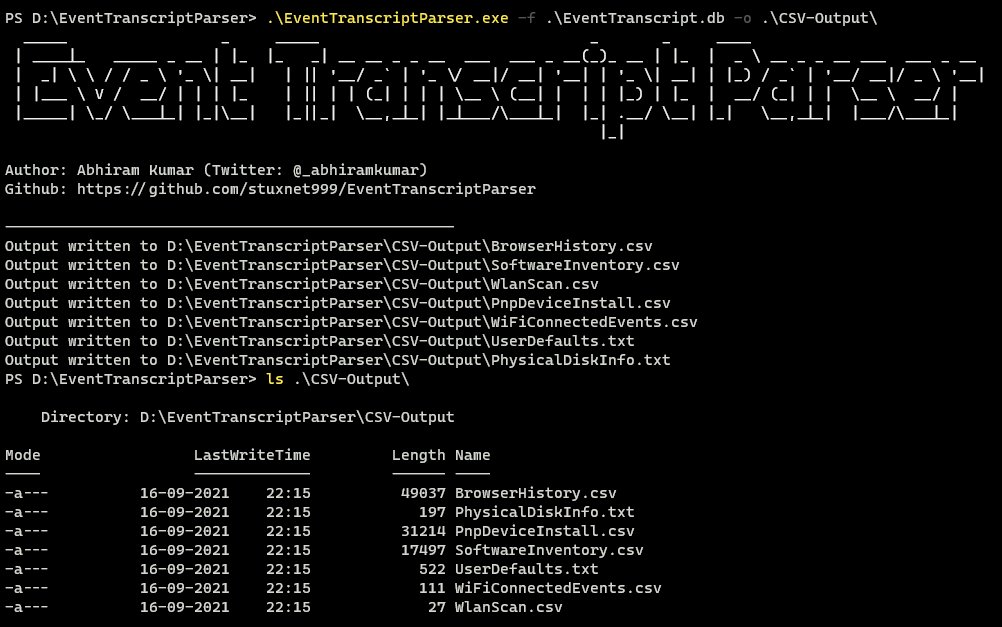 PS D:\EventTranscriptParser> .\EventTranscriptParser.exe -f .\EventTranscript.db -o .\CSV-Output\
Event Transcript Parser
Author: Abhiram Kumar (Twitter: @_abhiramkumar)
Github: https://github.com/stuxnet999/EventTranscriptParser
Output written to D:\EventTranscriptParser\CSV-Output\BrowserHistory.csv
Output written to D:\EventTranscriptParser\CSV-Output\SoftwareInventory.csv
Output written to D:\EventTranscriptParser\CSV-Output\WlanScan.csv
Output written to D:\EventTranscriptParser\CSV-Output\PnpDeviceInstall.csv
Output written to D:\EventTranscriptParser\CSV-Output\WiFiConnectedEvents.csv
Output written to D:\EventTranscriptParser\CSV-Output\UserDefaults.txt
Output written to D:\EventTranscriptParser\CSV-Output\PhysicalDiskInfo.txt
PS D:\EventTranscriptParser> ls .\CSV-Output\
Directory: D:\EventTranscriptParser\CSV-Output
Mode LastWriteTime Length Name
---- ------------- ------ ----
-a--- 16-09-2021 22:15 49037 BrowserHistory.csv
-a--- 16-09-2021 22:15 197 PhysicalDiskInfo.txt
-a--- 16-09-2021 22:15 31214 PnpDeviceInstall.csv
-a--- 16-09-2021 22:15 17497 SoftwareInventory.csv
-a--- 16-09-2021 22:15 522 UserDefaults.txt
-a--- 16-09-2021 22:15 111 WiFiConnectedEvents.csv
-a--- 16-09-2021 22:15 27 WlanScan.csv